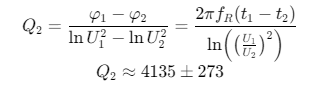 Q_2 = \frac{\varphi_1 - \varphi_2}{\ln U_1^2 - \ln U_2^2} = \frac{2\pi f_R(t_1 - t_2)}{\ln\left(\left(\frac{U_1}{U_2}\right)^2\right)}
Q_2 \approx 4135 \pm 273